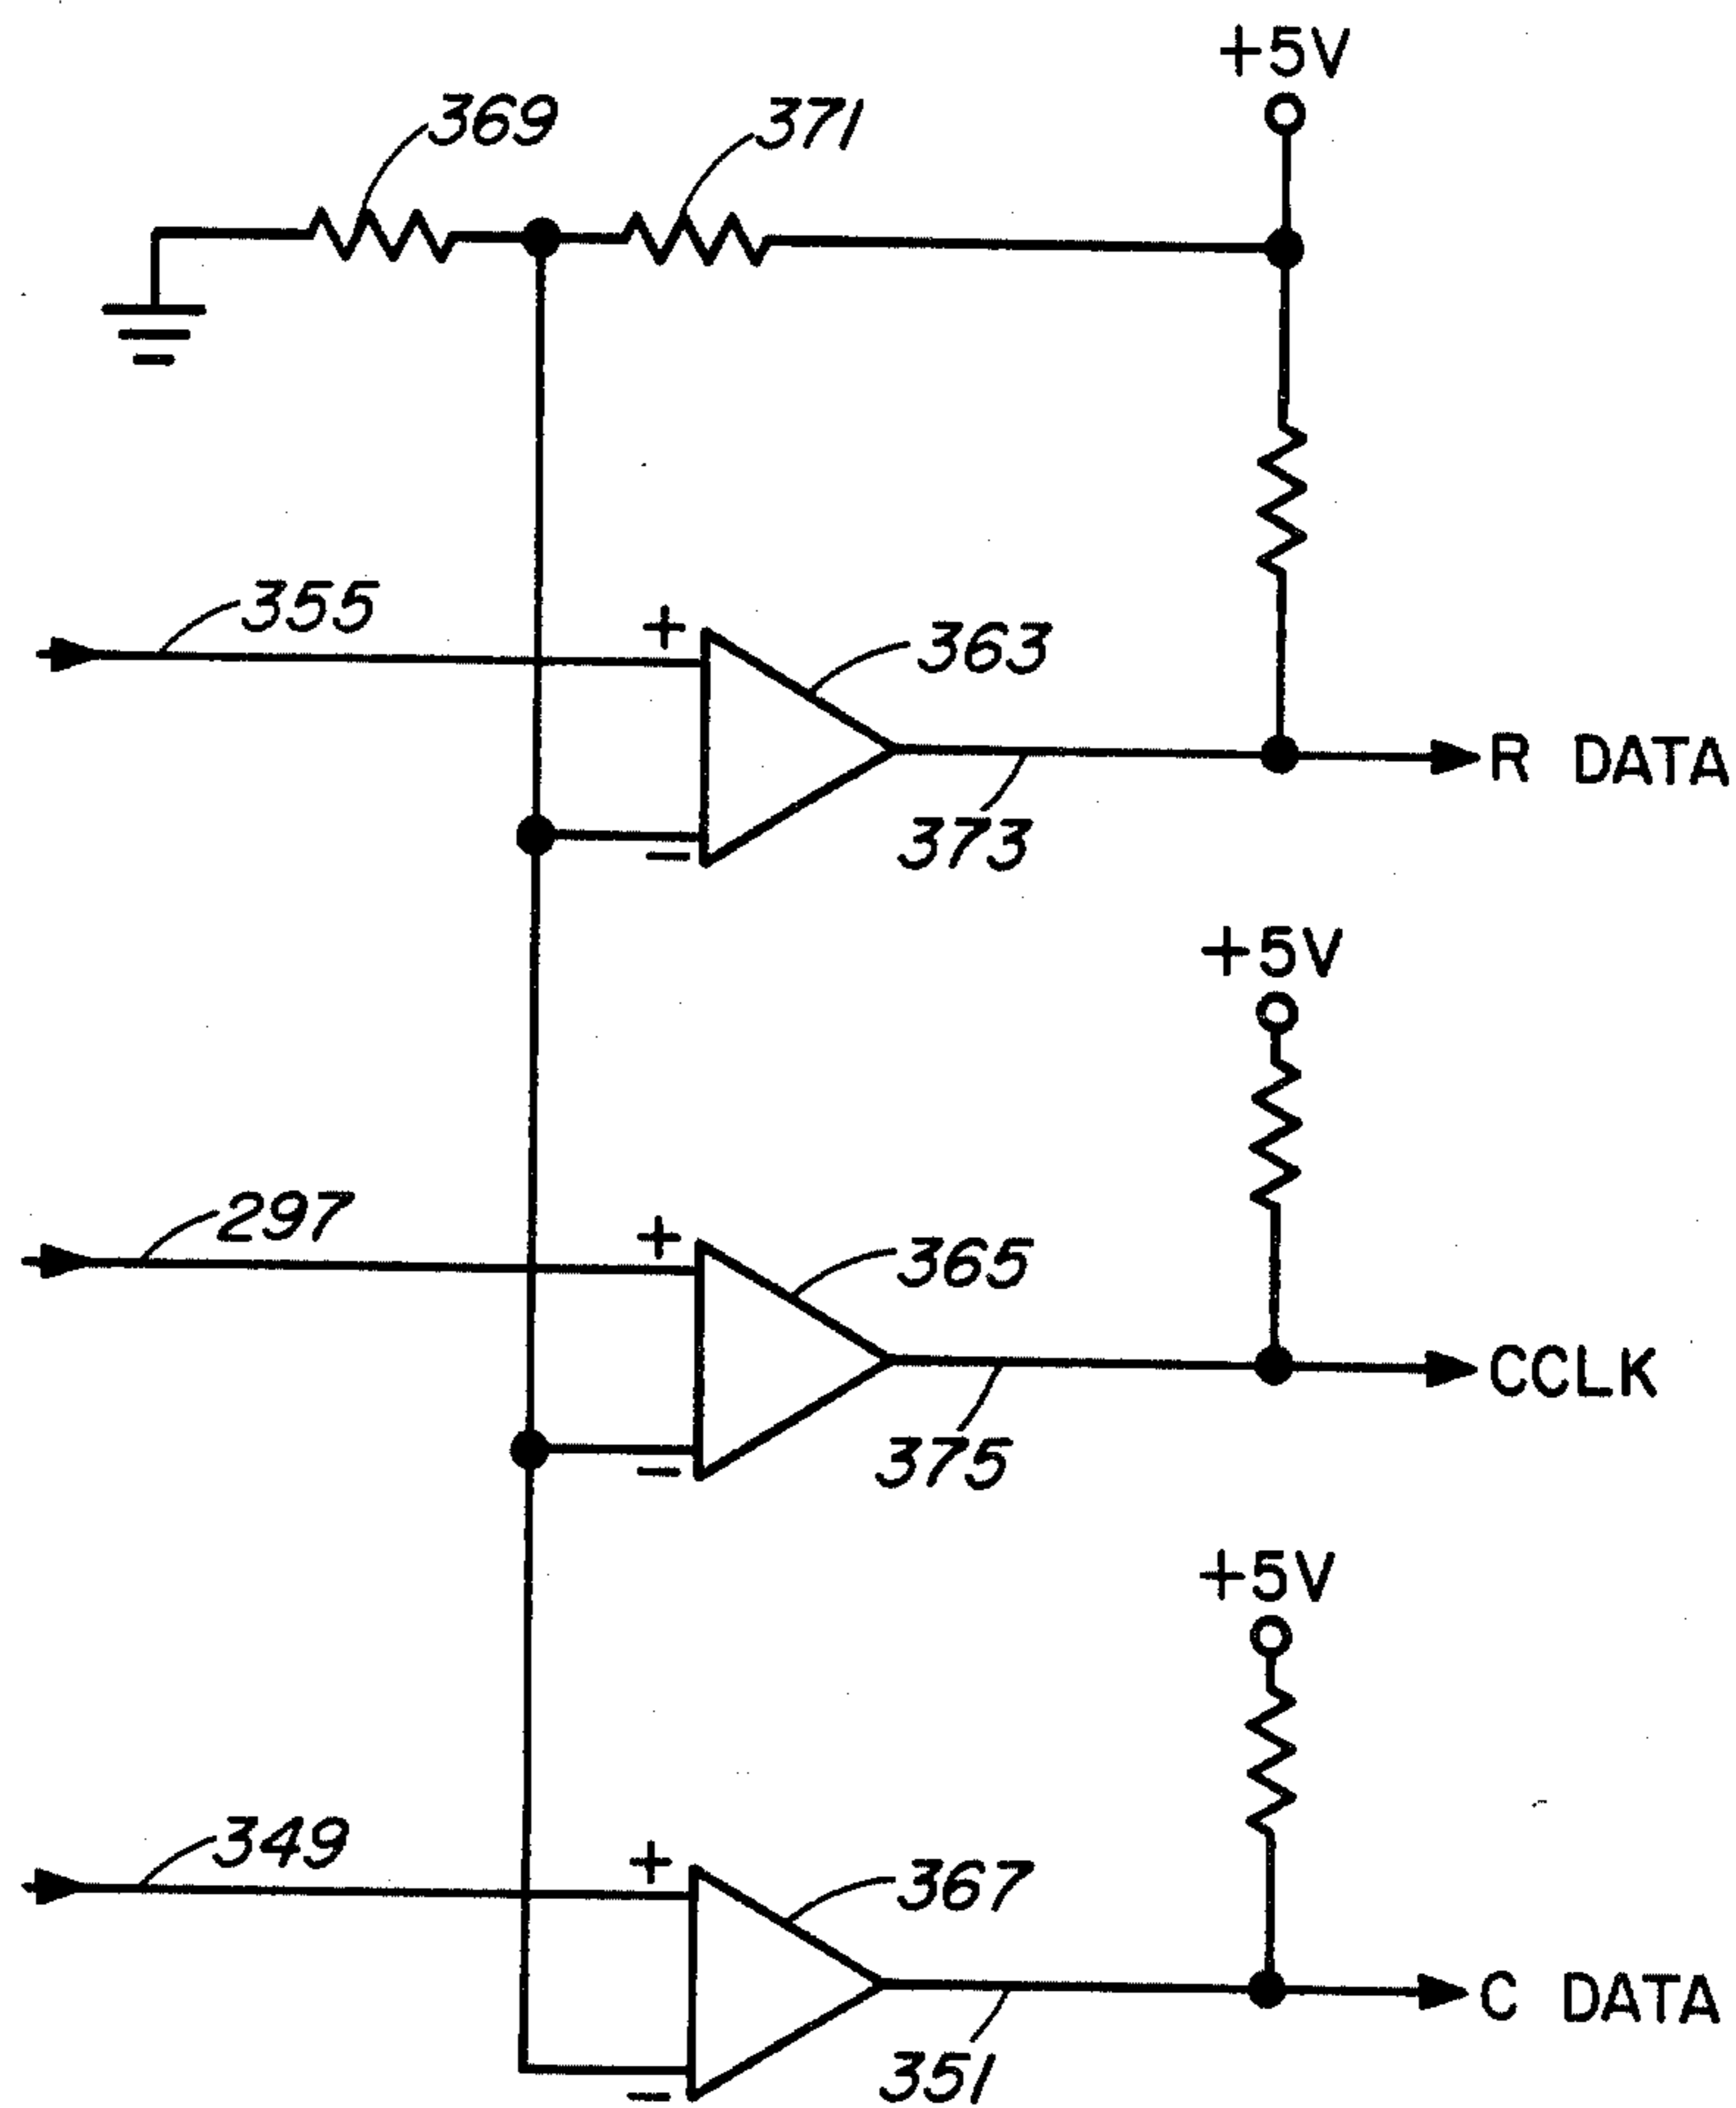 +5V
369
371
355
+
363
R DATA
373
−
+5V
297
+
365
CCLK
375
−
+5V
349
+
367
C DATA
351
−